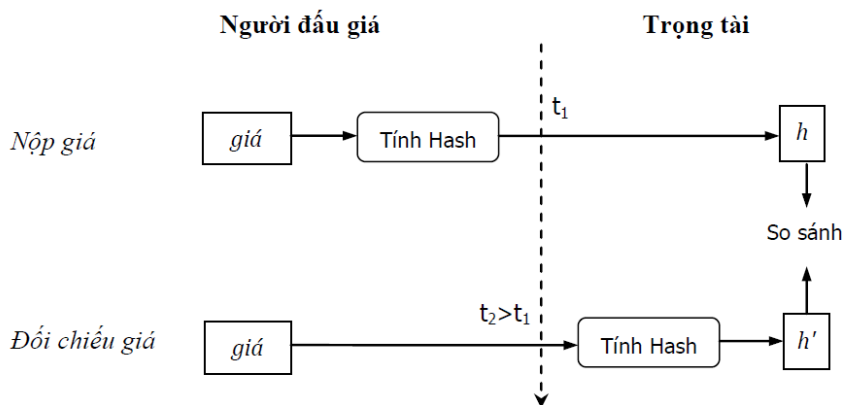 Người đấu giá
Trọng tài
Nộp giá
giá
Tính Hash
t₁
h
So sánh
Đối chiếu giá
giá
t₂>t₁
Tính Hash
h'